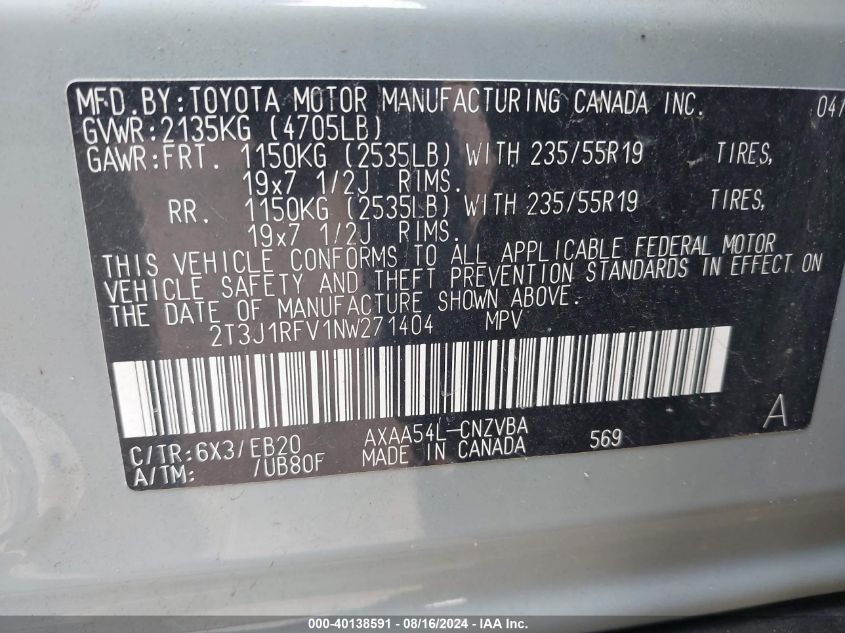 MFD.BY:TOYOTA MOTOR MANUFACTURING CANADA INC. 04/
GVWR:2135KG (4705LB)
GAWR:FRT. 1150KG (2535LB) WITH 235/55R19 TIRES,
19x7 1/2J RIMS.
RR. 1150KG (2535LB) WITH 235/55R19 TIRES,
19x7 1/2J RIMS.
THIS VEHICLE CONFORMS TO ALL APPLICABLE FEDERAL MOTOR
VEHICLE SAFETY AND THEFT PREVENTION STANDARDS IN EFFECT ON
THE DATE OF MANUFACTURE SHOWN ABOVE.
2T3J1RFV1NW271404 MPV
A
C/TR:6X3/EB20 AXAA54L-CNZVBA 569
A/TM: /UB80F MADE IN CANADA
000-40138591 - 08/16/2024 - IAA, Inc.